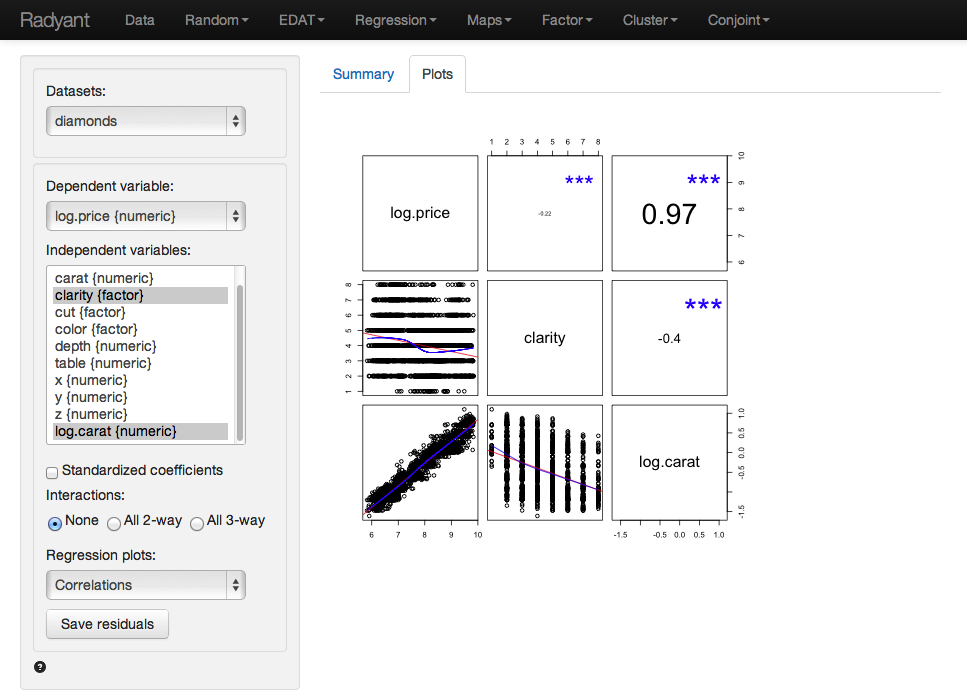 Radyant Data Random EDAT Regression Maps Factor Cluster Conjoint
Datasets:
diamonds
Dependent variable:
log.price {numeric}
Independent variables:
carat {numeric}
clarity {factor}
cut {factor}
color {factor}
depth {numeric}
table {numeric}
x {numeric}
y {numeric}
z {numeric}
log.carat {numeric}
Standardized coefficients
Interactions:
None All 2-way All 3-way
Regression plots:
Correlations
Save residuals
?
Summary Plots
1 2 3 4 5 6 7 8
log.price
***
-0.22
***
0.97
10
9
8
7
6
8
7
6
5
4
3
2
1
clarity
***
-0.4
log.carat
1.0
0.5
0.0
-0.5
-1.5
6 7 8 9 10
-1.5 -0.5 0.0 0.5 1.0